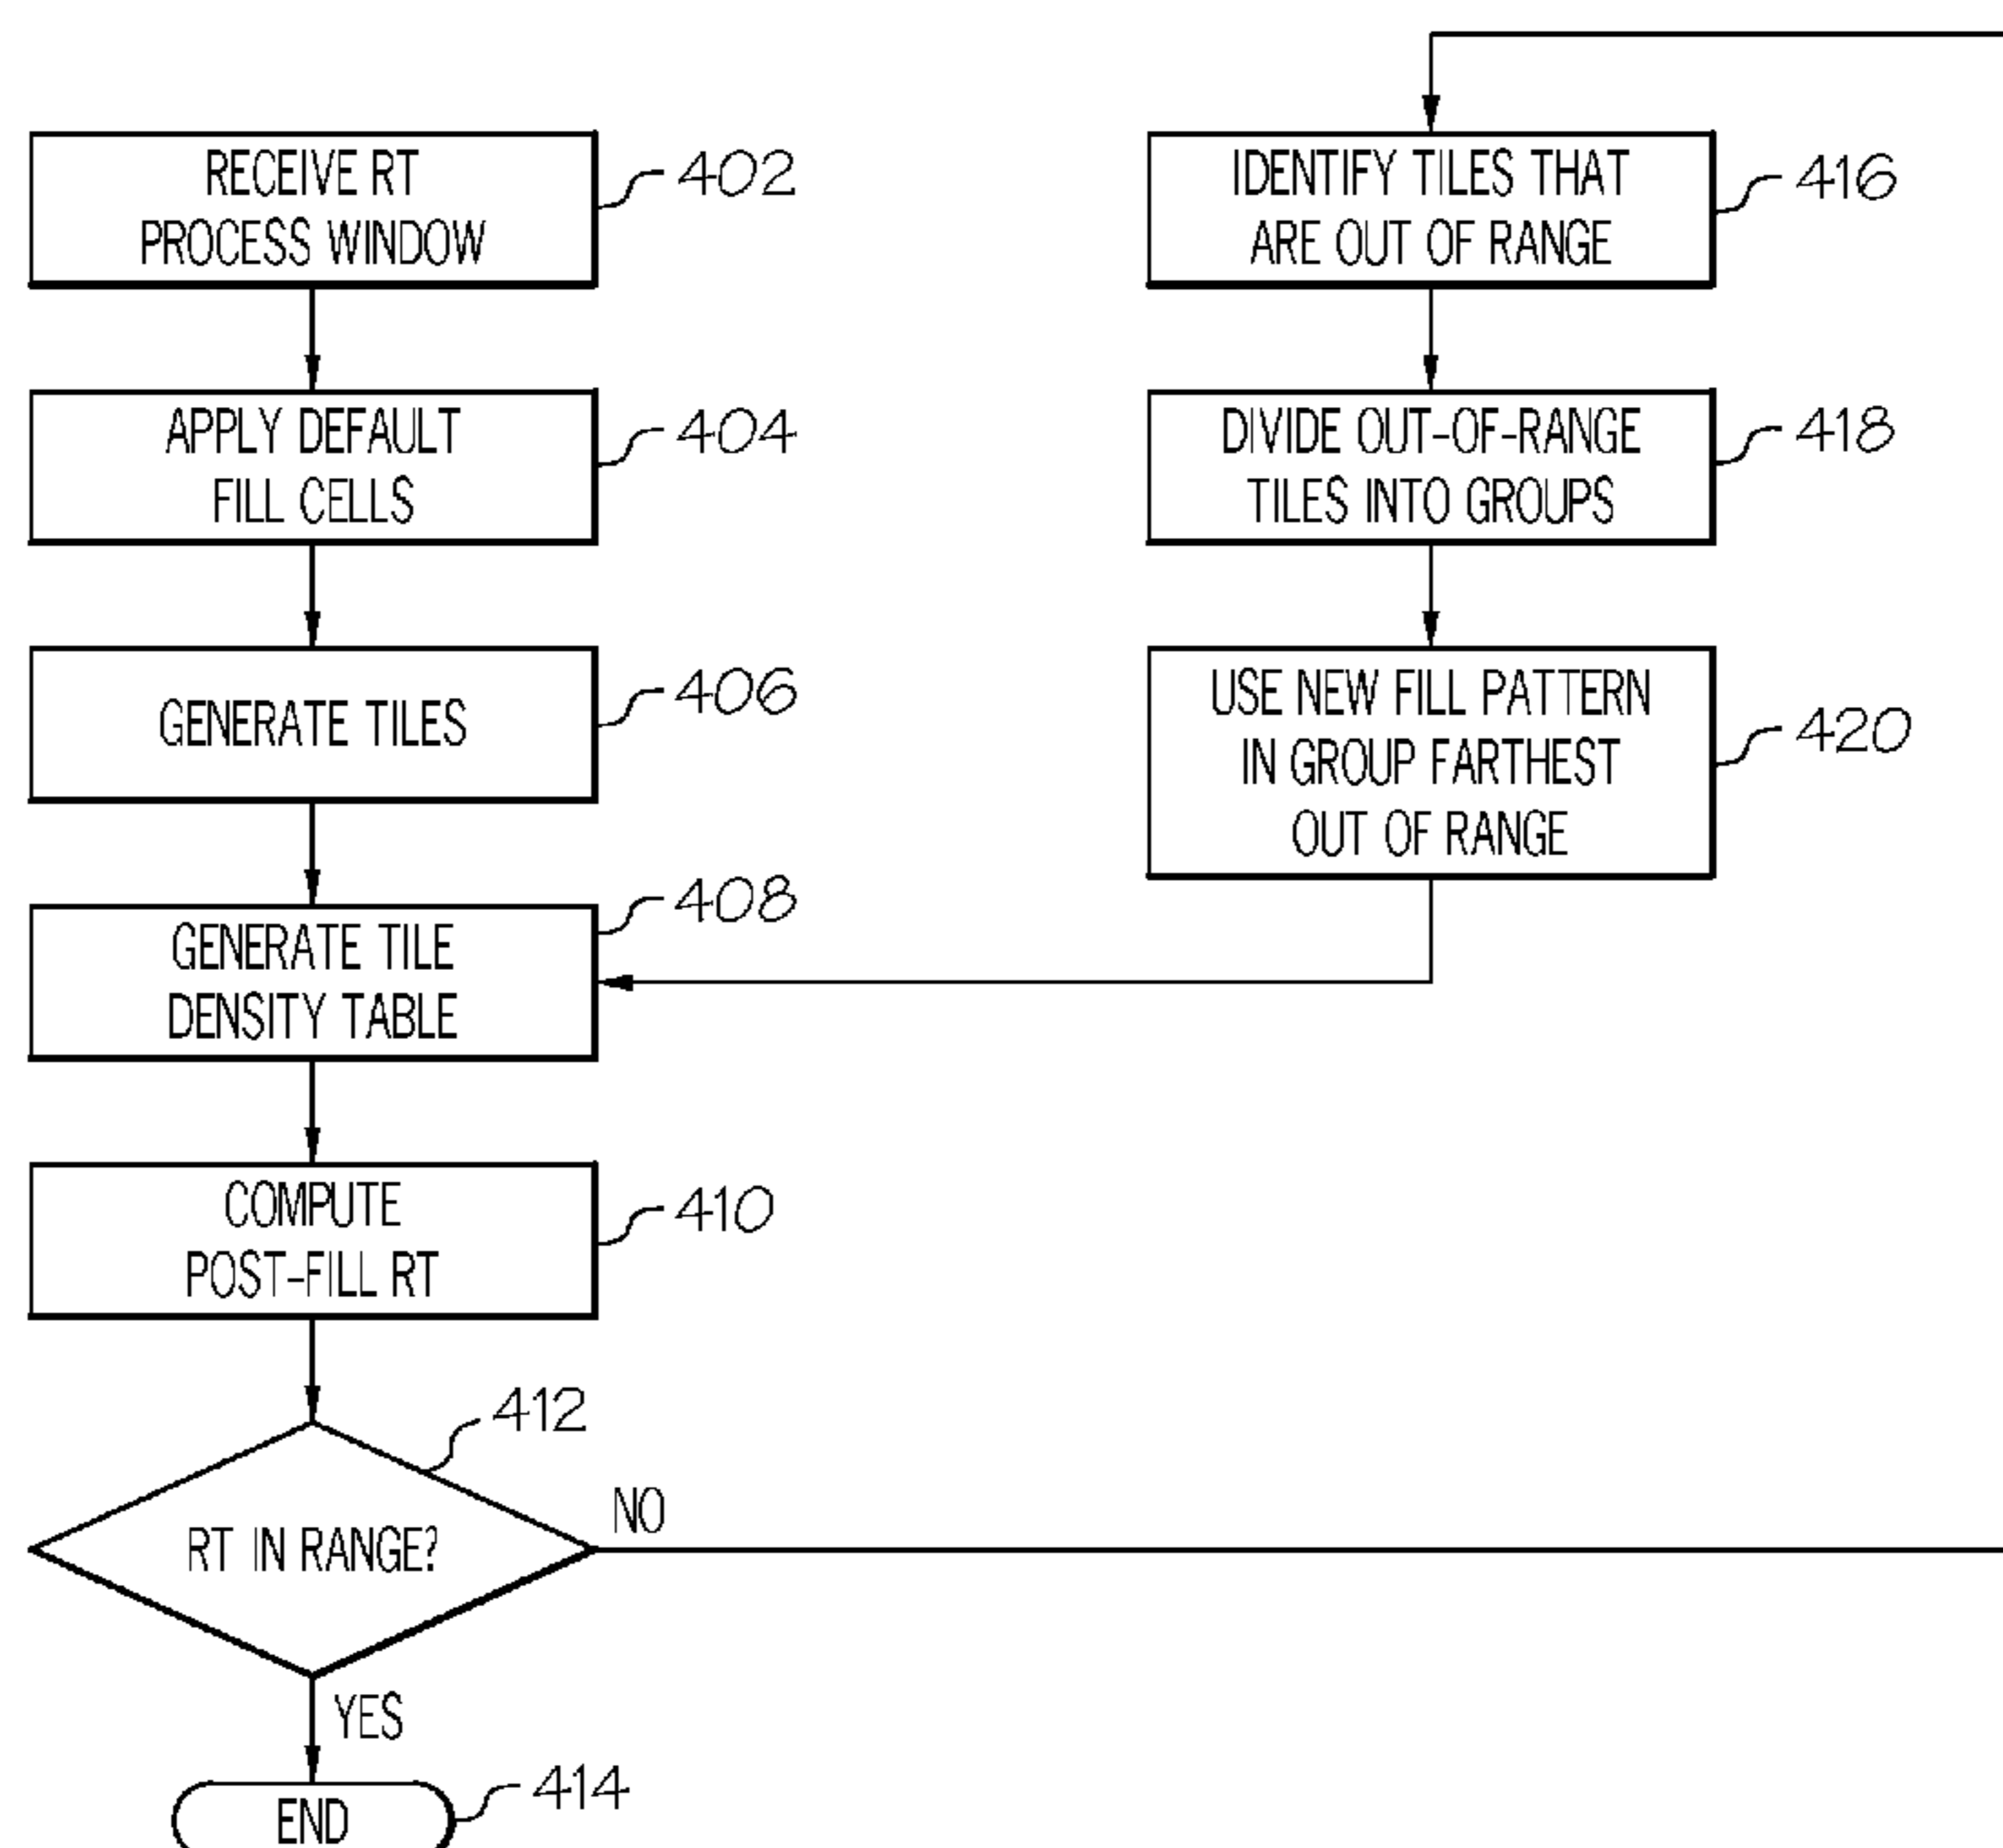 RECEIVE RT
PROCESS WINDOW
402
APPLY DEFAULT
FILL CELLS
404
GENERATE TILES
406
GENERATE TILE
DENSITY TABLE
408
COMPUTE
POST-FILL RT
410
RT IN RANGE?
412
NO
YES
END
414
IDENTIFY TILES THAT
ARE OUT OF RANGE
416
DIVIDE OUT-OF-RANGE
TILES INTO GROUPS
418
USE NEW FILL PATTERN
IN GROUP FARTHEST
OUT OF RANGE
420